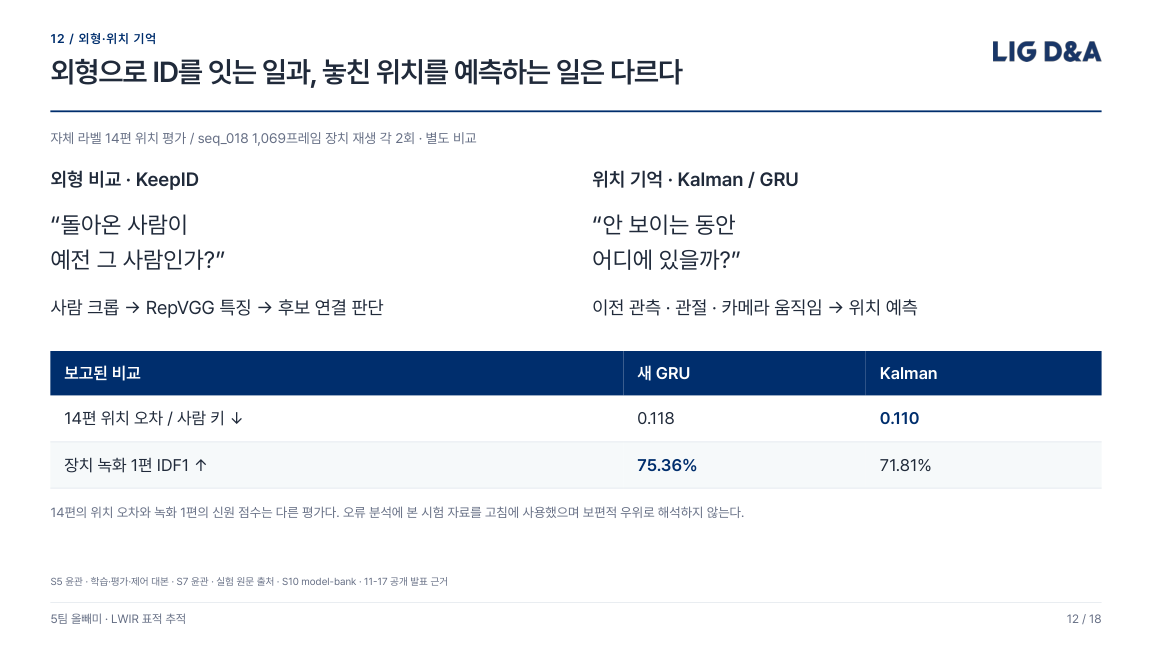 12 / 외형·위치 기억
외형으로 ID를 잇는 일과, 놓친 위치를 예측하는 일은 다르다
LIG D&A
자체 라벨 14편 위치 평가 / seq_018 1,069프레임 장치 재생 각 2회 · 별도 비교
외형 비교 · KeepID
“돌아온 사람이
예전 그 사람인가?”
사람 크롭 → RepVGG 특징 → 후보 연결 판단
위치 기억 · Kalman / GRU
“안 보이는 동안
어디에 있을까?”
이전 관측 · 관절 · 카메라 움직임 → 위치 예측
보고된 비교 새 GRU Kalman
14편 위치 오차 / 사람 키 ↓ 0.118 0.110
장치 녹화 1편 IDF1 ↑ 75.36% 71.81%
14편의 위치 오차와 녹화 1편의 신원 점수는 다른 평가다. 오류 분석에 본 시험 자료를 고침에 사용했으며 보편적 우위로 해석하지 않는다.
S5 윤관 · 학습·평가·제어 대본 · S7 윤관 · 실험 원문 출처 · S10 model-bank · 11-17 공개 발표 근거
5팀 올빼미 · LWIR 표적 추적
12 / 18